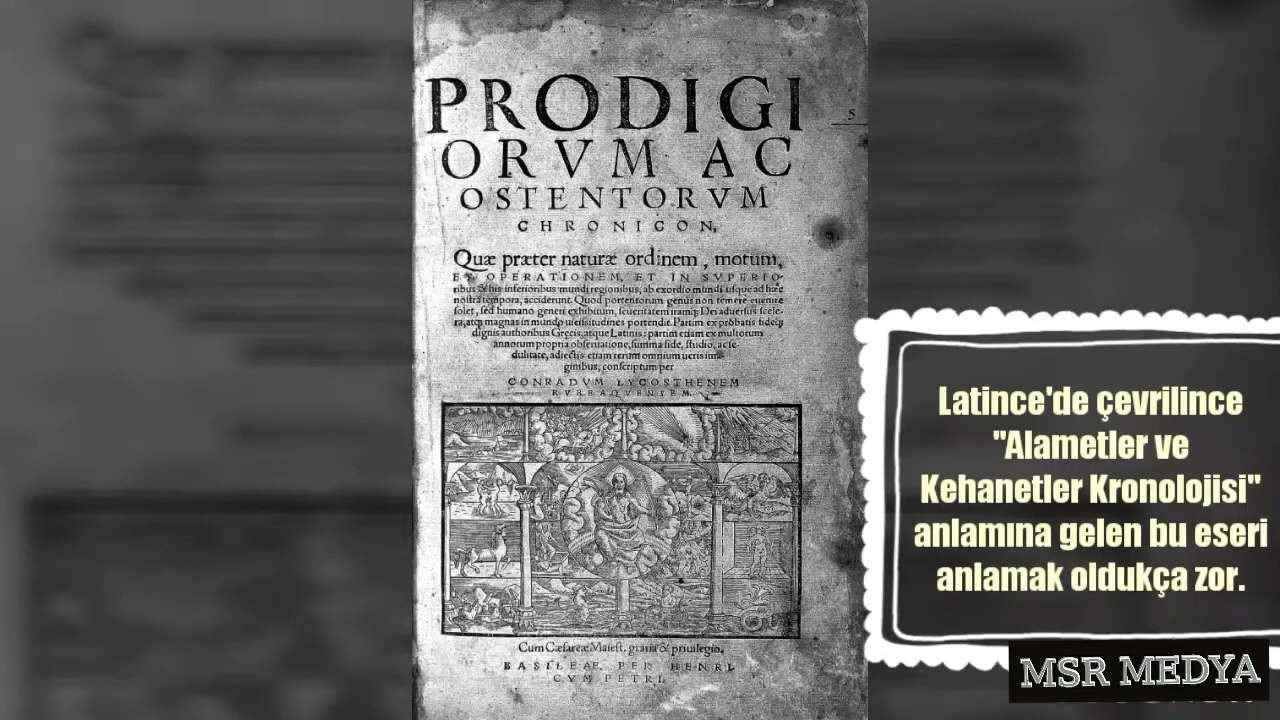 PRODIGI
ORVM AC
OSTENTORVM
CHRONICON,
Quæ præter naturæ ordinem, motum,
ET OPERATIONEM, ET IN SVPERIO-
ribus & his inferioribus mundi regionibus, ab exordio mundi usque ad hæc
nostra tempora, acciderunt. Quod portentorum genus non temere euenire
solet, sed humano generi exhibitum, seueritatem iramq; Dei aduersus scele-
ra, atq; magnas in mundo uicissitudines portendit. Partim ex probatis fideq;
dignis authoribus Græcis, atque Latinis: partim etiam ex multorum
annorum propria obseruatione, summa fide, studio, ac se-
dulitate, adiectis etiam rerum omnium ueris ima-
ginibus, conscriptum per
CONRADVM LYCOSTHENEM
RVBEAQVENSEM.
Cum Cæsareæ Maiest. gratia & priuilegio.
BASILEAE, PER HENRI
CVM PETRI.
Latince'de çevrilince
"Alametler ve
Kehanetler Kronolojisi"
anlamına gelen bu eseri
anlamak oldukça zor.
MSR MEDYA